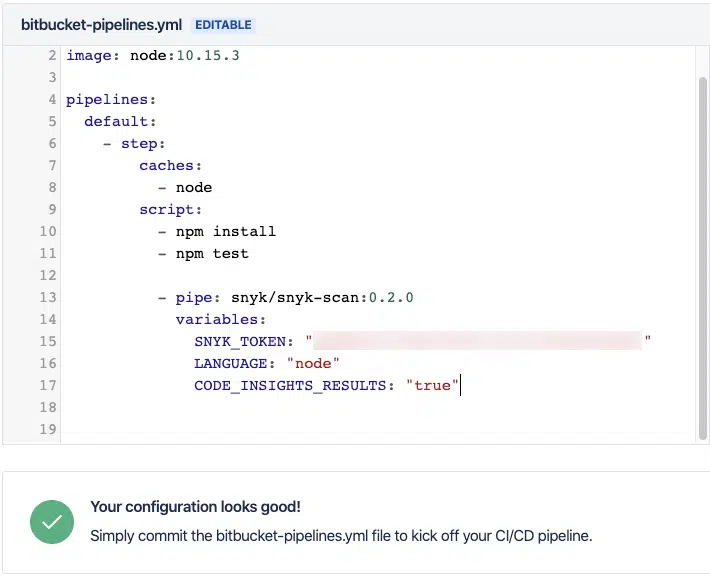 bitbucket-pipelines.yml EDITABLE
2 image: node:10.15.3
3
4 pipelines:
5 default:
6 - step:
7 caches:
8 - node
9 script:
10 - npm install
11 - npm test
12
13 - pipe: snyk/snyk-scan:0.2.0
14 variables:
15 SNYK_TOKEN: " "
16 LANGUAGE: "node"
17 CODE_INSIGHTS_RESULTS: "true"
18
19
Your configuration looks good!
Simply commit the bitbucket-pipelines.yml file to kick off your CI/CD pipeline.